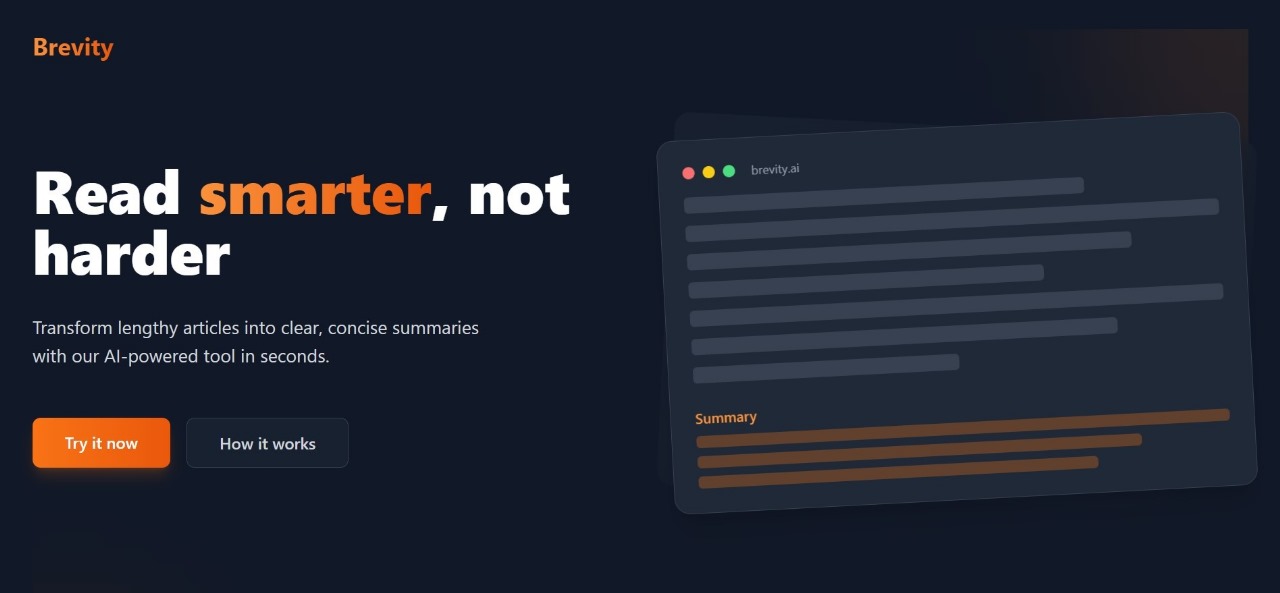 Brevity
Read smarter, not
harder
Transform lengthy articles into clear, concise summaries
with our AI-powered tool in seconds.
Try it now
How it works
brevity.ai
Summary